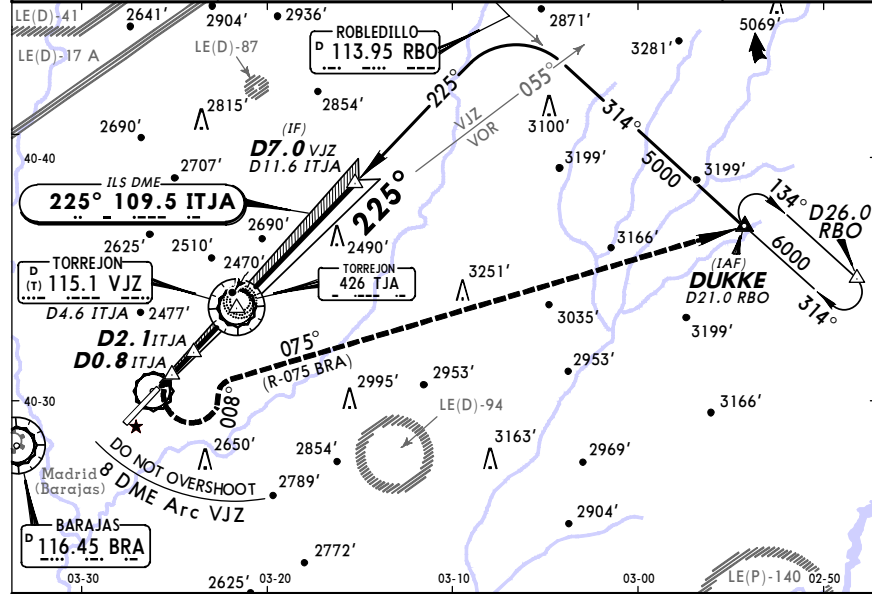 LE(D)-41
2641'
2904'
2936'
2871'
5069'
LE(D)-17 A
LE(D)-87
ROBLEDILLO
D 113.95 RBO
3281'
2815'
2854'
225°
055°
VJZ
VOR
3100'
314°
5000
2690'
(IF)
D7.0 VJZ
D11.6 ITJA
40-40
2707'
3199'
3199'
ILS DME
225° 109.5 ITJA
225°
134°
D26.0
RBO
6000
314°
2625'
2510'
2690'
2490'
3166'
2470'
(IAF)
DUKKE
D21.0 RBO
TORREJON
D
(T) 115.1 VJZ
TORREJON
426 TJA
3251'
D4.6 ITJA
2477'
3035'
3199'
D2.1 ITJA
D0.8 ITJA
075°
(R-075 BRA)
008°
2953'
2995'
2953'
40-30
LE(D)-94
3166'
2650'
2854'
3163'
2969'
DO NOT OVERSHOOT
8 DME Arc VJZ
2789'
Madrid
(Barajas)
2904'
BARAJAS
D 116.45 BRA
2772'
LE(P)-140
03-30
03-20
03-10
03-00
02-50
2625'